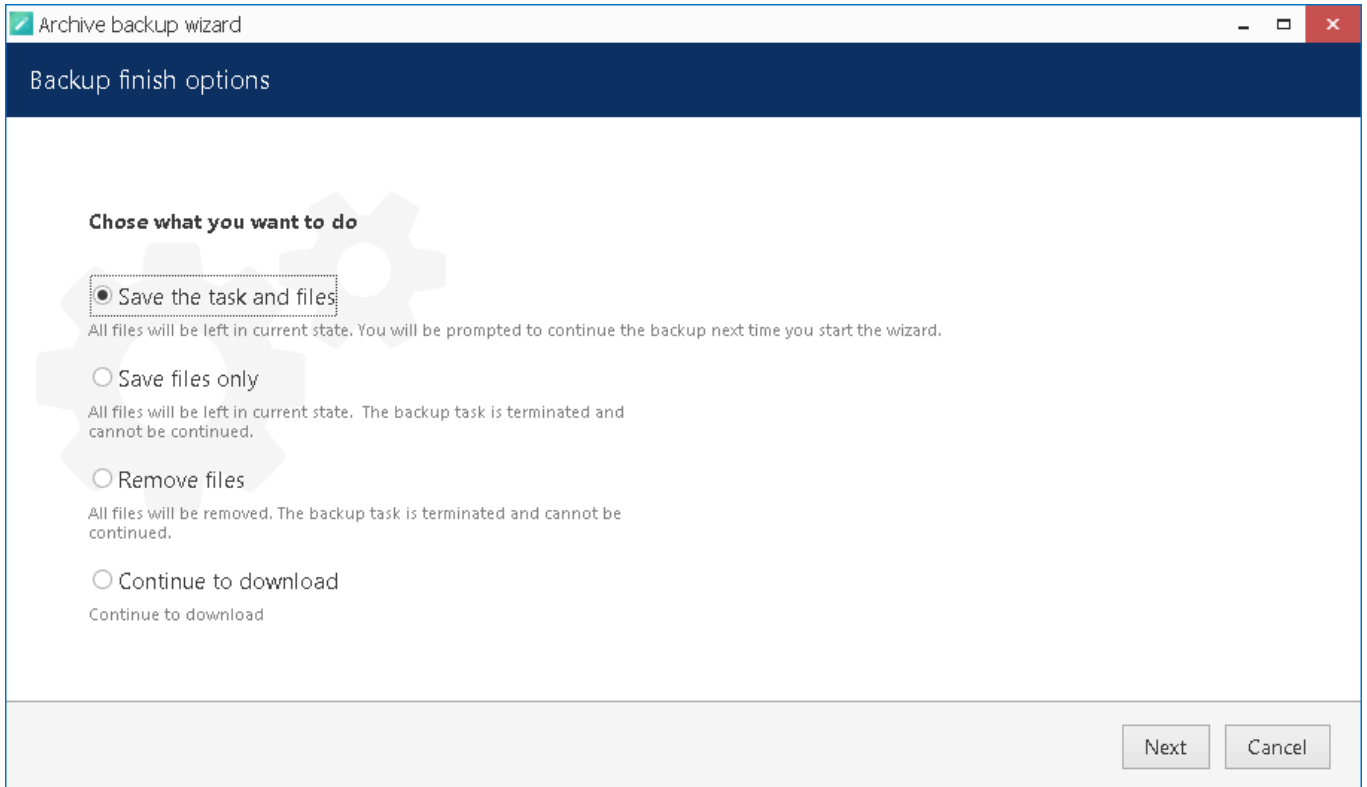 Archive backup wizard
Backup finish options
Chose what you want to do
Save the task and files
All files will be left in current state. You will be prompted to continue the backup next time you start the wizard.
Save files only
All files will be left in current state.  The backup task is terminated and
cannot be continued.
Remove files
All files will be removed. The backup task is terminated and cannot be
continued.
Continue to download
Continue to download
Next
Cancel